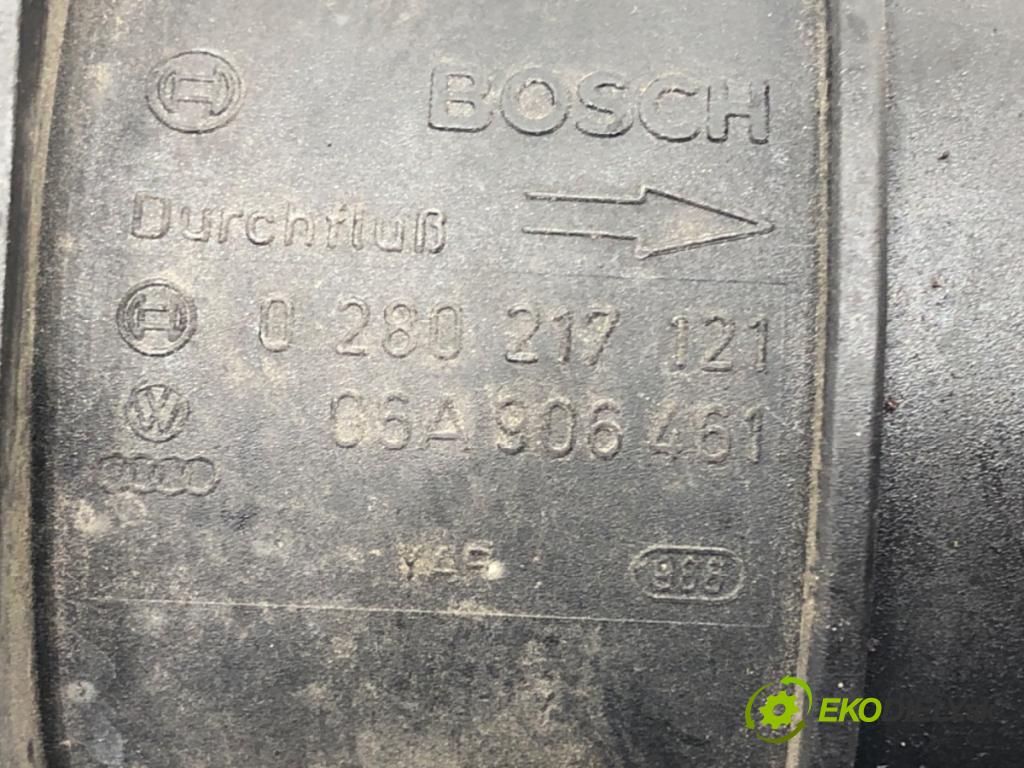 BOSCH
Durchfluß
0 280 217 121
06A 906 461